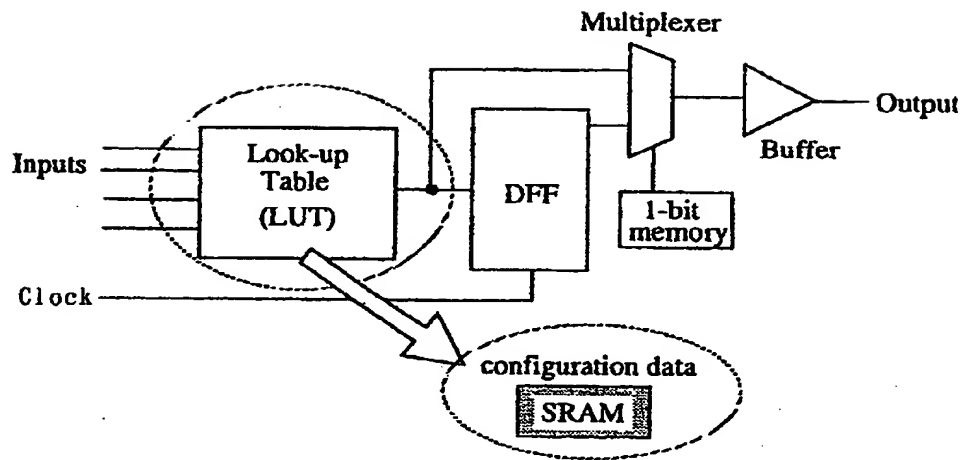 Multiplexer
Output
Buffer
Inputs
Look-up
Table
(LUT)
DFF
1-bit
memory
Clock
configuration data
SRAM